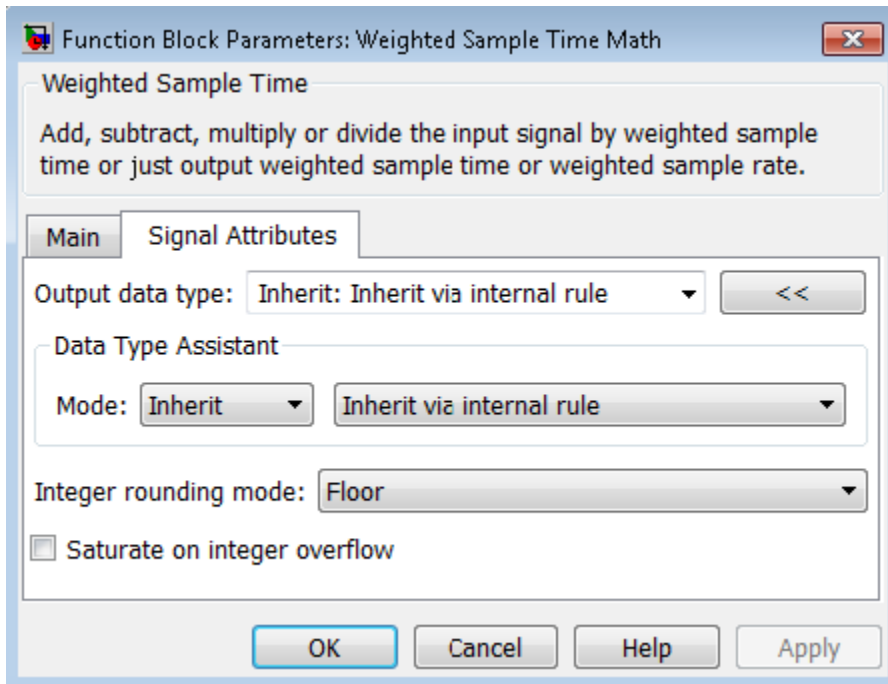 Function Block Parameters: Weighted Sample Time Math
Weighted Sample Time
Add, subtract, multiply or divide the input signal by weighted sample
time or just output weighted sample time or weighted sample rate.
Main Signal Attributes
Output data type: Inherit: Inherit via internal rule <<
Data Type Assistant
Mode: Inherit Inherit via internal rule
Integer rounding mode: Floor
Saturate on integer overflow
OK Cancel Help Apply